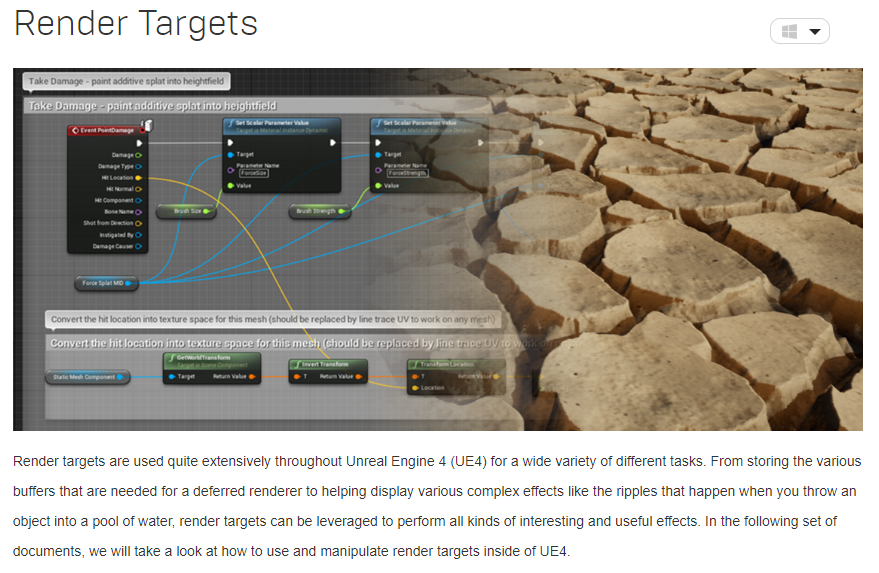 Render Targets
Take Damage - paint additive splat into heightfield
Take Damage - paint additive splat into heightfield
Event PointDamage
Damage
Damage Type
Hit Location
Hit Normal
Hit Component
Bone Name
Shot from Direction
Instigated By
Damage Causer
Set Scalar Parameter Value
Target is Material Instance Dynamic
Target
Parameter Name
ForceSize
Value
Set Scalar Parameter Value
Target is Material Instance Dynamic
Target
Parameter Name
ForceStrength
Value
Brush Size
Brush Strength
Force Splat MID
Convert the hit location into texture space for this mesh (should be replaced by line trace UV to work on any mesh)
Convert the hit location into texture space for this mesh (should be replaced by line trace UV to work on
Static Mesh Component
GetWorldTransform
Target is Scene Component
Target
Return Value
Invert Transform
T
Return Value
Transform Location
T
Return Value
Location
Render targets are used quite extensively throughout Unreal Engine 4 (UE4) for a wide variety of different tasks. From storing the various
buffers that are needed for a deferred renderer to helping display various complex effects like the ripples that happen when you throw an
object into a pool of water, render targets can be leveraged to perform all kinds of interesting and useful effects. In the following set of
documents, we will take a look at how to use and manipulate render targets inside of UE4.